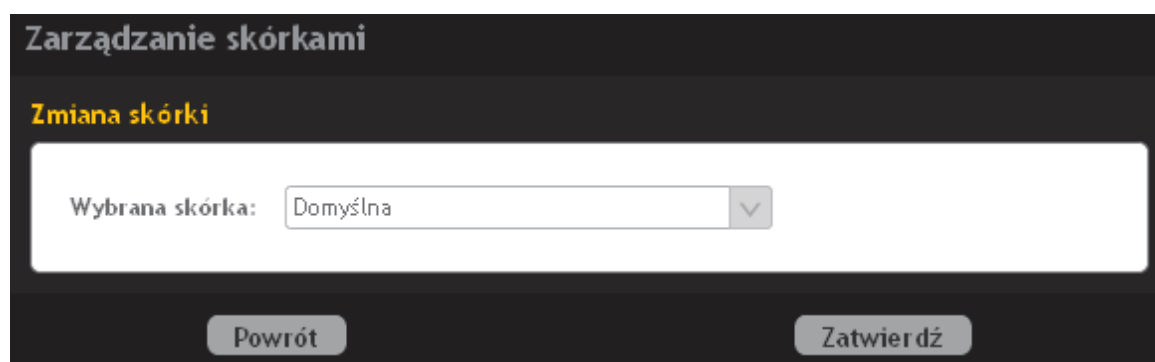 Zarządzanie skórkami
Zmiana skórki
Wybrana skórka: Domyślna
Powrót Zatwierdź